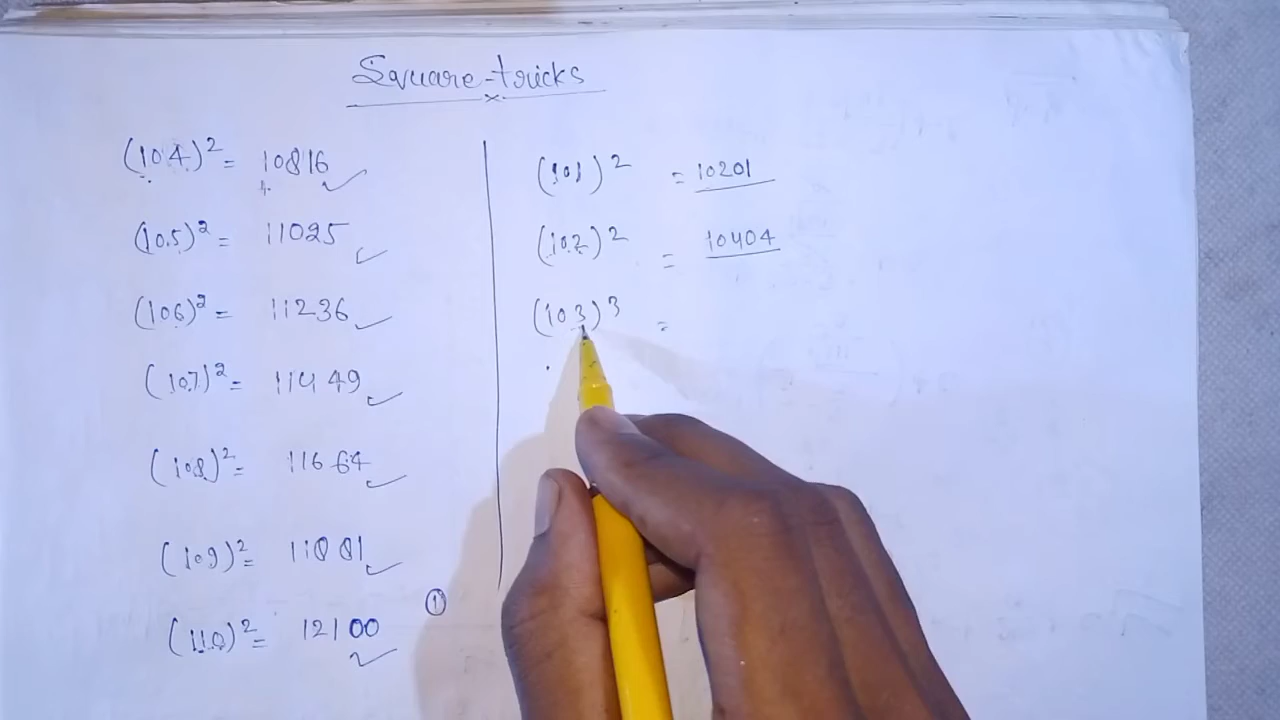 Square-tricks
(104)² = 10816
(105)² = 11025
(106)² = 11236
(107)² = 11449
(108)² = 11664
(109)² = 11881
(110)² = 12100
①
(101)² = 10201
(102)² = 10404
(103)³ =